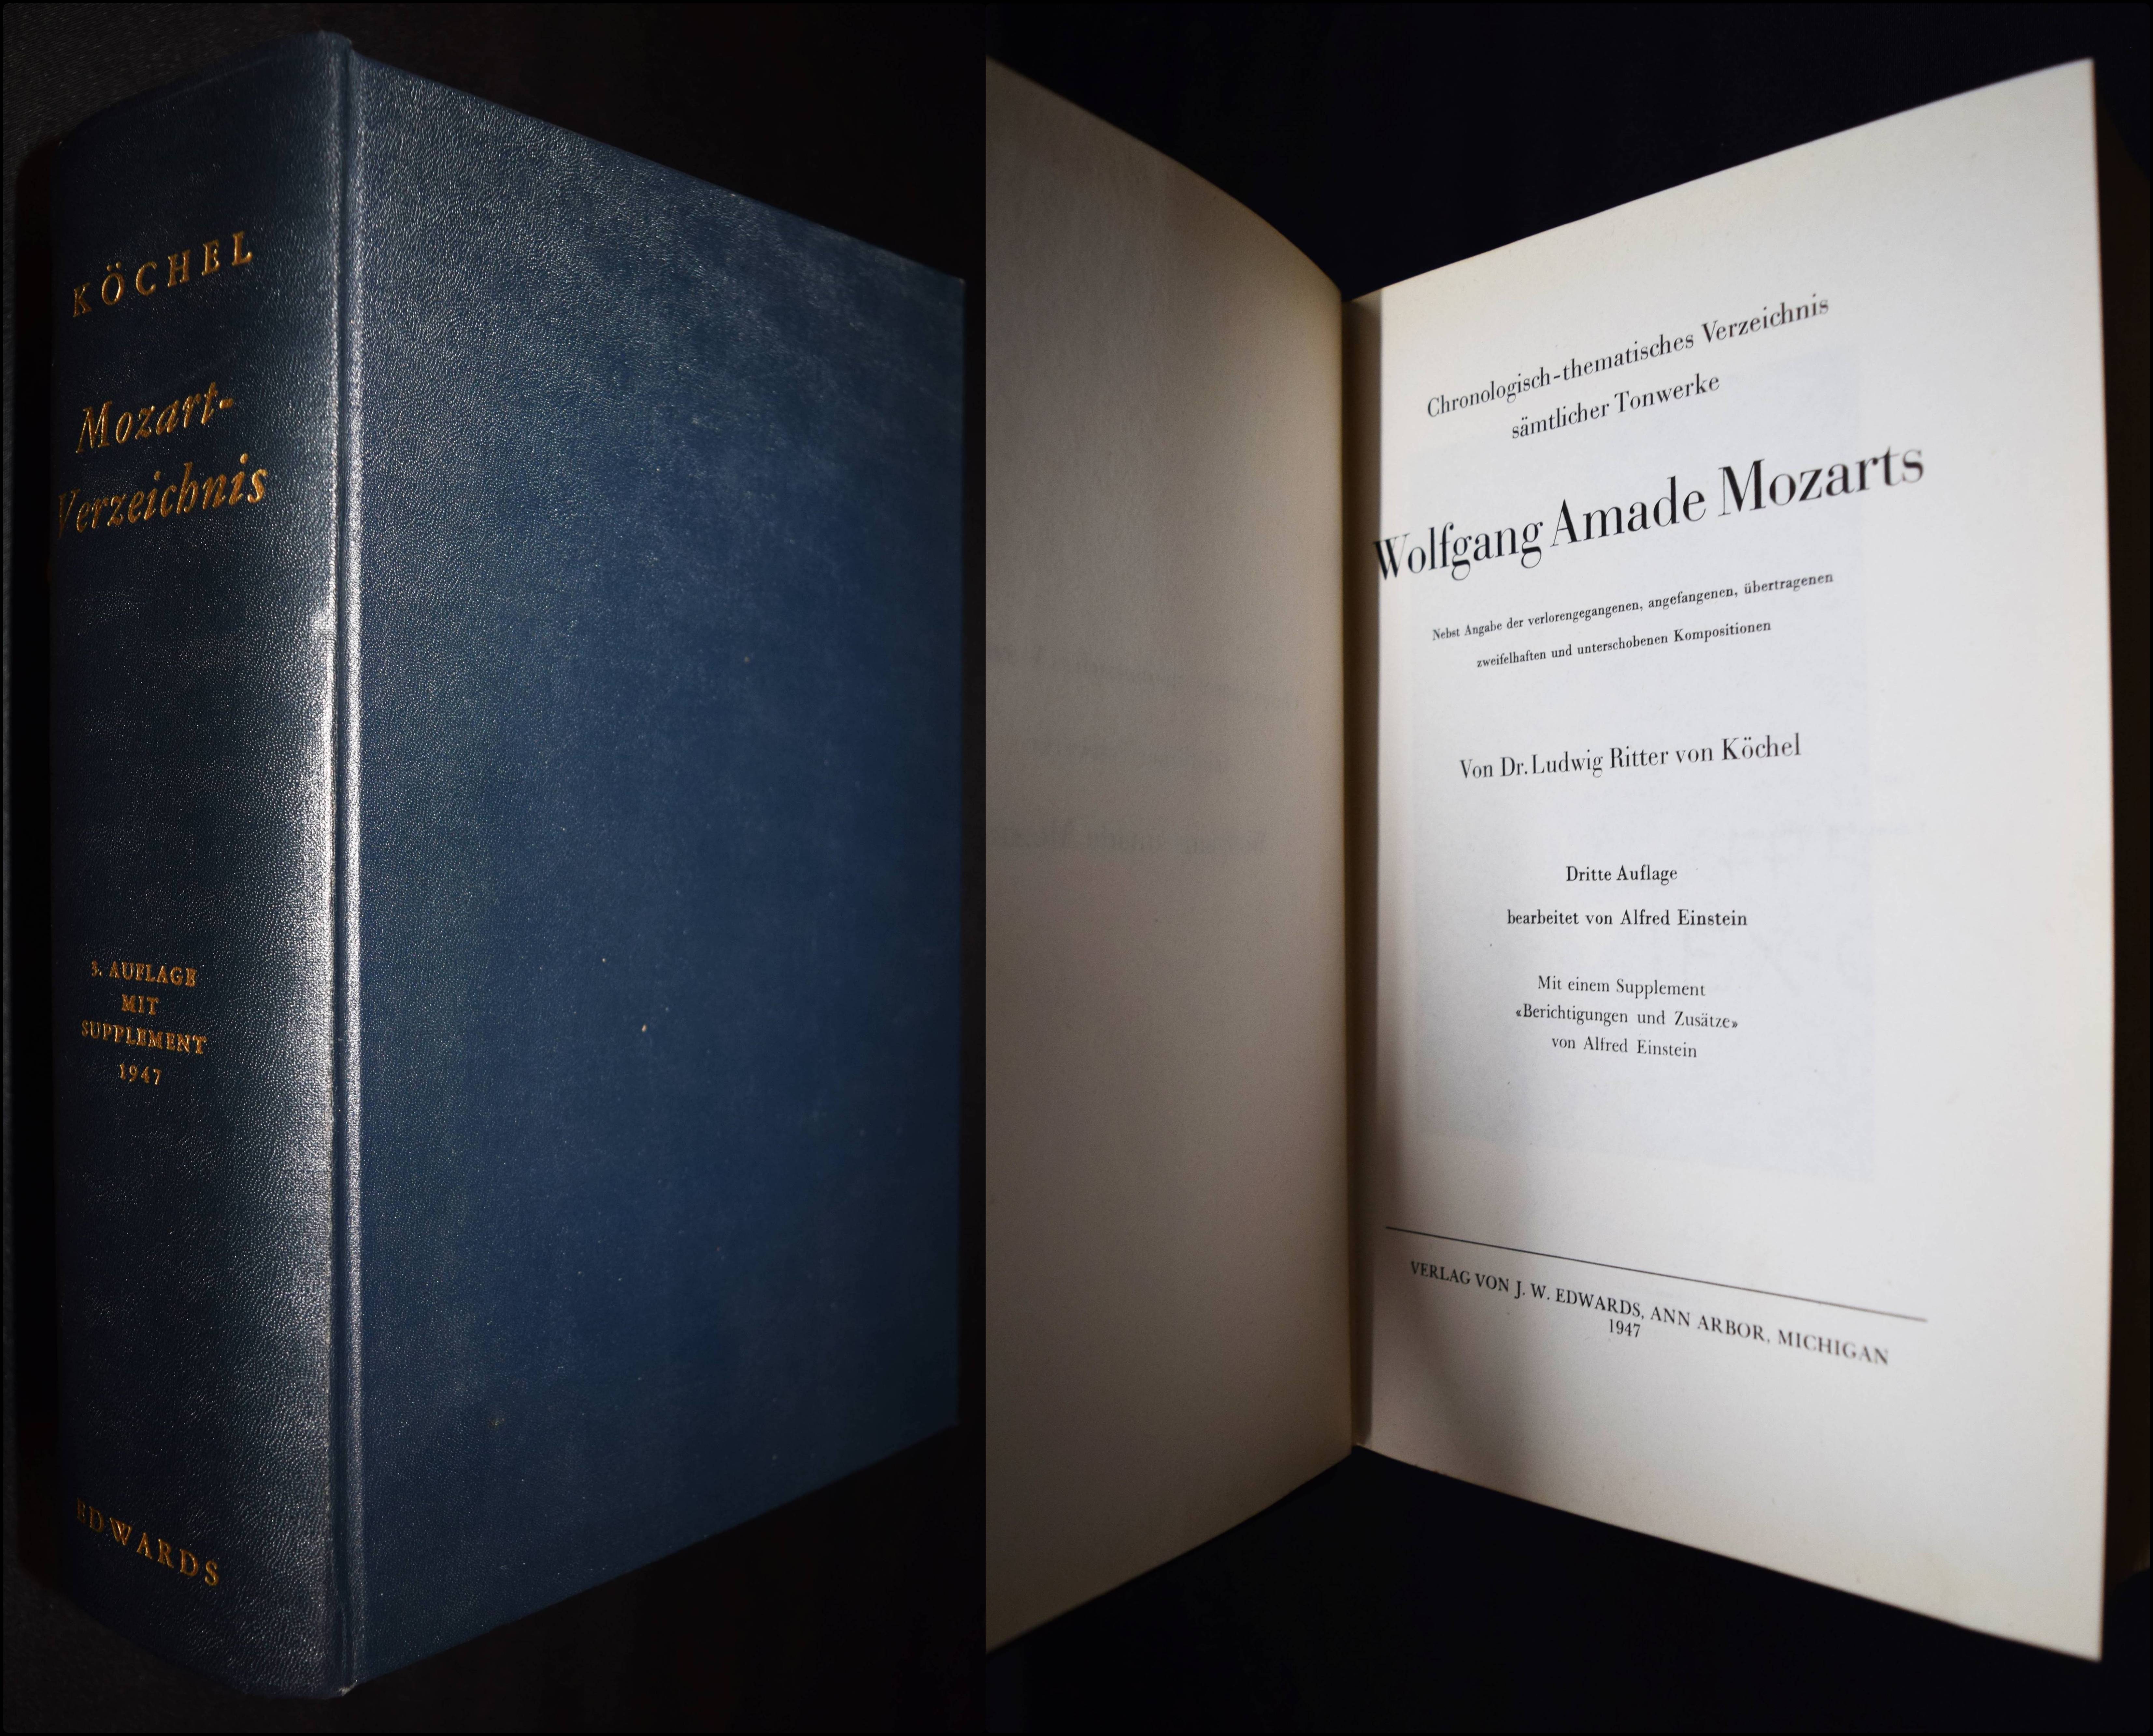 KÖCHEL
Mozart-
Verzeichnis
3. AUFLAGE
MIT
SUPPLEMENT
1947
EDWARDS
Chronologisch-thematisches Verzeichnis
sämtlicher Tonwerke
Wolfgang Amade Mozarts
Nebst Angabe der verlorengegangenen, angefangenen, übertragenen
zweifelhaften und unterschobenen Kompositionen
Von Dr. Ludwig Ritter von Köchel
Dritte Auflage
bearbeitet von Alfred Einstein
Mit einem Supplement
«Berichtigungen und Zusätze»
von Alfred Einstein
VERLAG VON J. W. EDWARDS, ANN ARBOR, MICHIGAN
1947